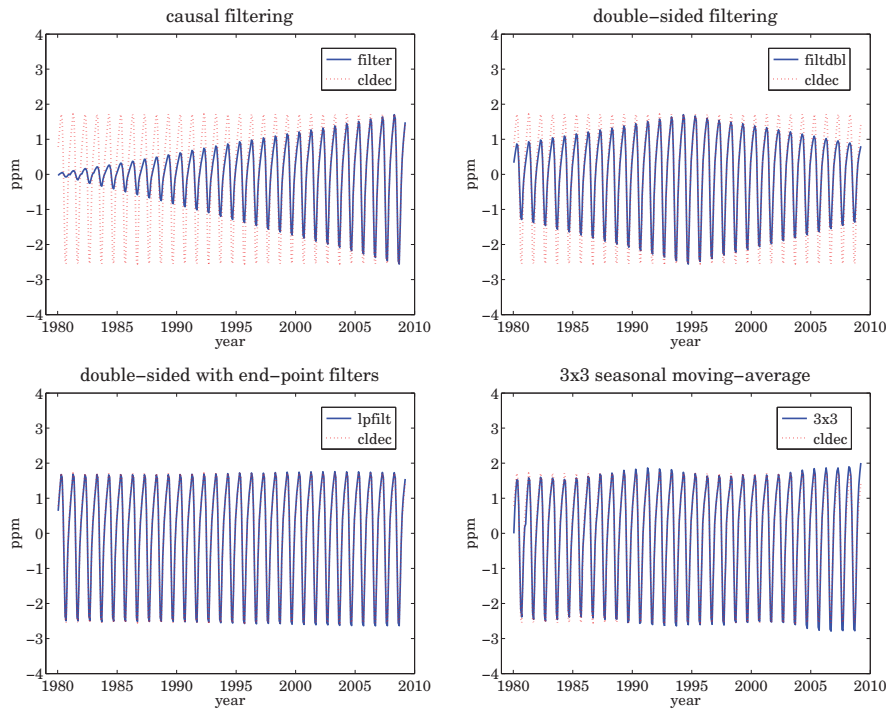 causal filtering
4
3
2
1
0
−1
−2
−3
−4
ppm
filter
cldec
1980 1985 1990 1995 2000 2005 2010
year
double−sided filtering
4
3
2
1
0
−1
−2
−3
−4
ppm
filtdbl
cldec
1980 1985 1990 1995 2000 2005 2010
year
double−sided with end−point filters
4
3
2
1
0
−1
−2
−3
−4
ppm
lpfilt
cldec
1980 1985 1990 1995 2000 2005 2010
year
3x3 seasonal moving−average
4
3
2
1
0
−1
−2
−3
−4
ppm
3x3
cldec
1980 1985 1990 1995 2000 2005 2010
year